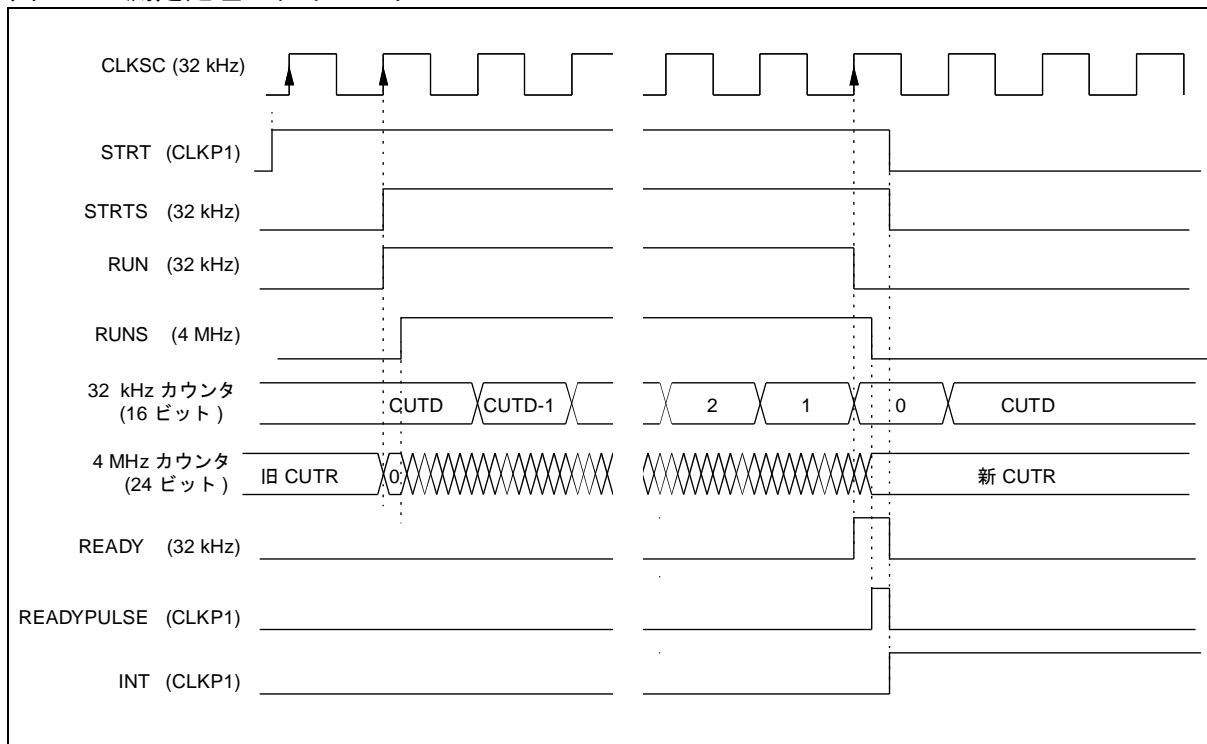 CLKSC (32 kHz)
STRT (CLKP1)
STRTS (32 kHz)
RUN (32 kHz)
RUNS (4 MHz)
32 kHz カウンタ
(16 ビット)
CUTD
CUTD-1
2
1
0
CUTD
4 MHz カウンタ
(24 ビット)
旧 CUTR
0
新 CUTR
READY (32 kHz)
READYPULSE (CLKP1)
INT (CLKP1)